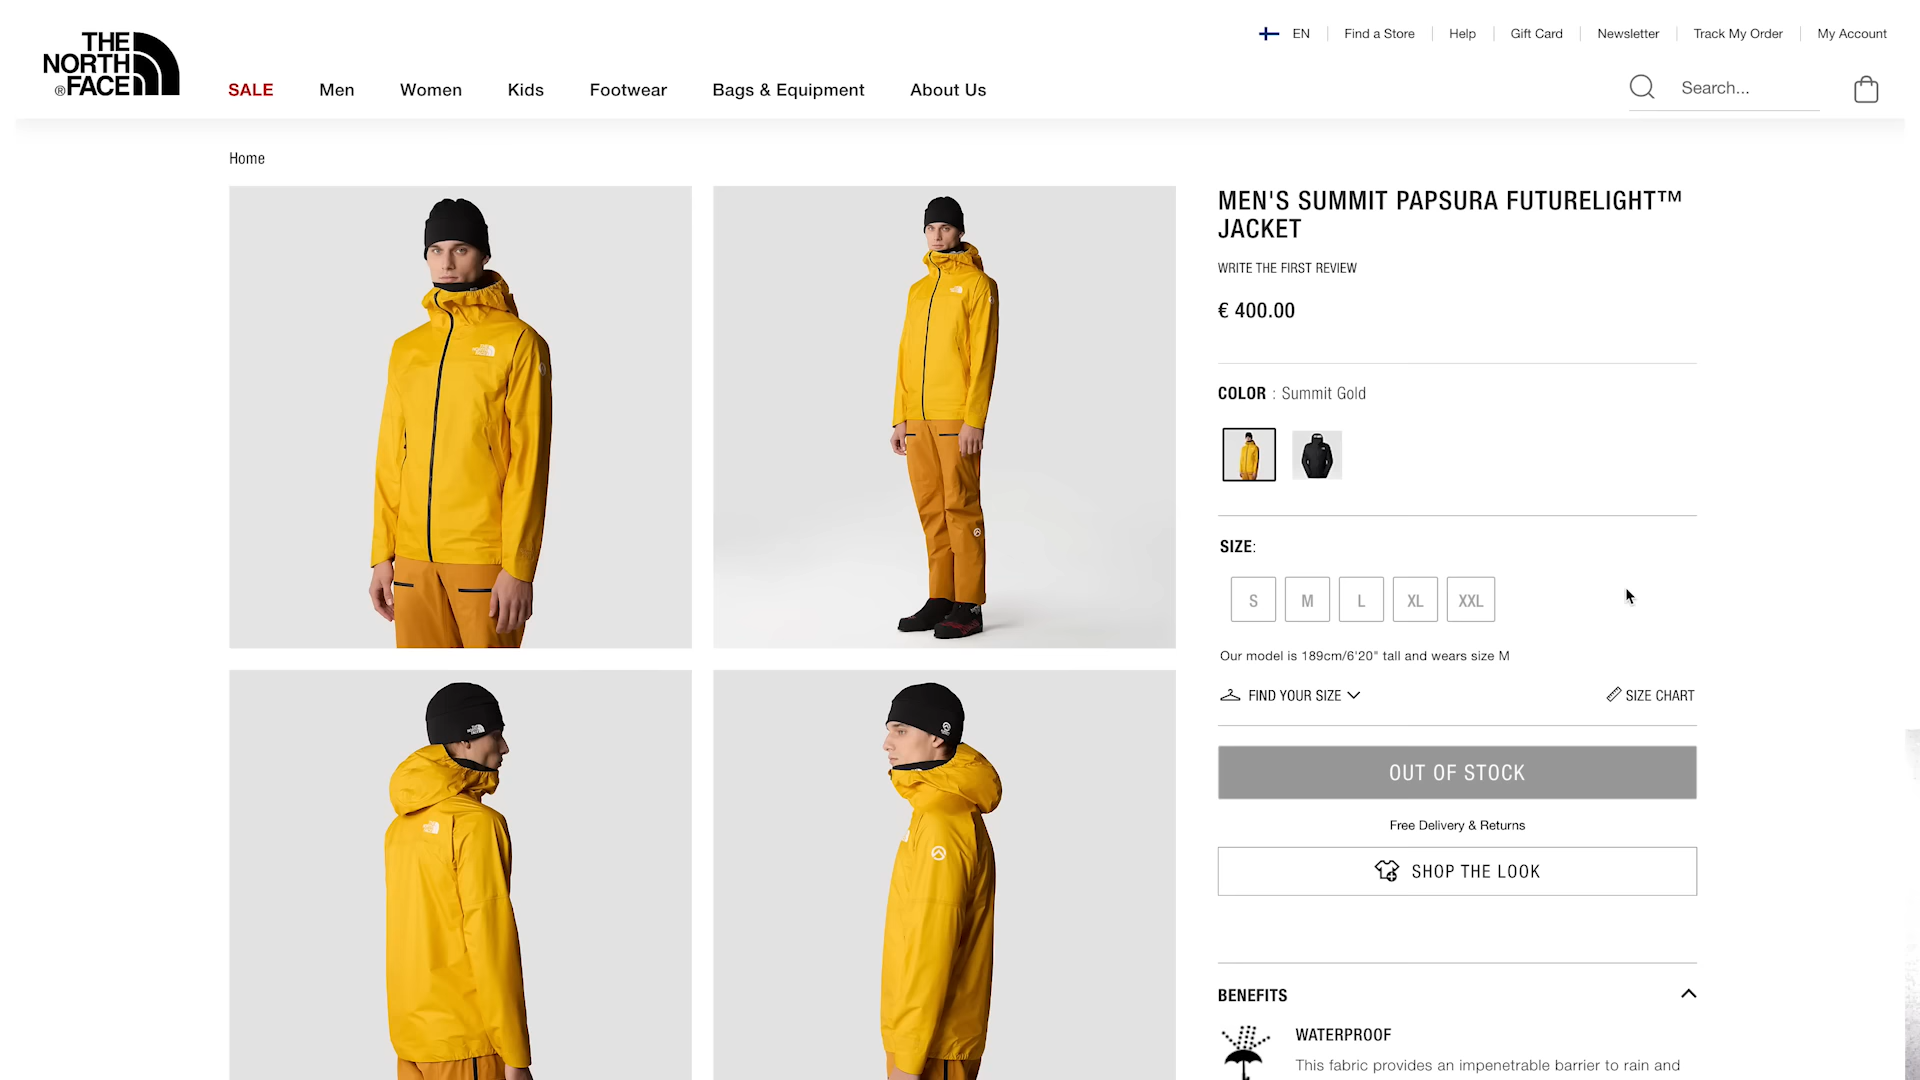 THE
NORTH
®FACE
EN
Find a Store
Help
Gift Card
Newsletter
Track My Order
My Account
SALE
Men
Women
Kids
Footwear
Bags & Equipment
About Us
Search...
Home
MEN'S SUMMIT PAPSURA FUTURELIGHT™
JACKET
WRITE THE FIRST REVIEW
€ 400.00
COLOR : Summit Gold
SIZE:
S
M
L
XL
XXL
Our model is 189cm/6'20" tall and wears size M
FIND YOUR SIZE
SIZE CHART
OUT OF STOCK
Free Delivery & Returns
SHOP THE LOOK
BENEFITS
WATERPROOF
This fabric provides an impenetrable barrier to rain and